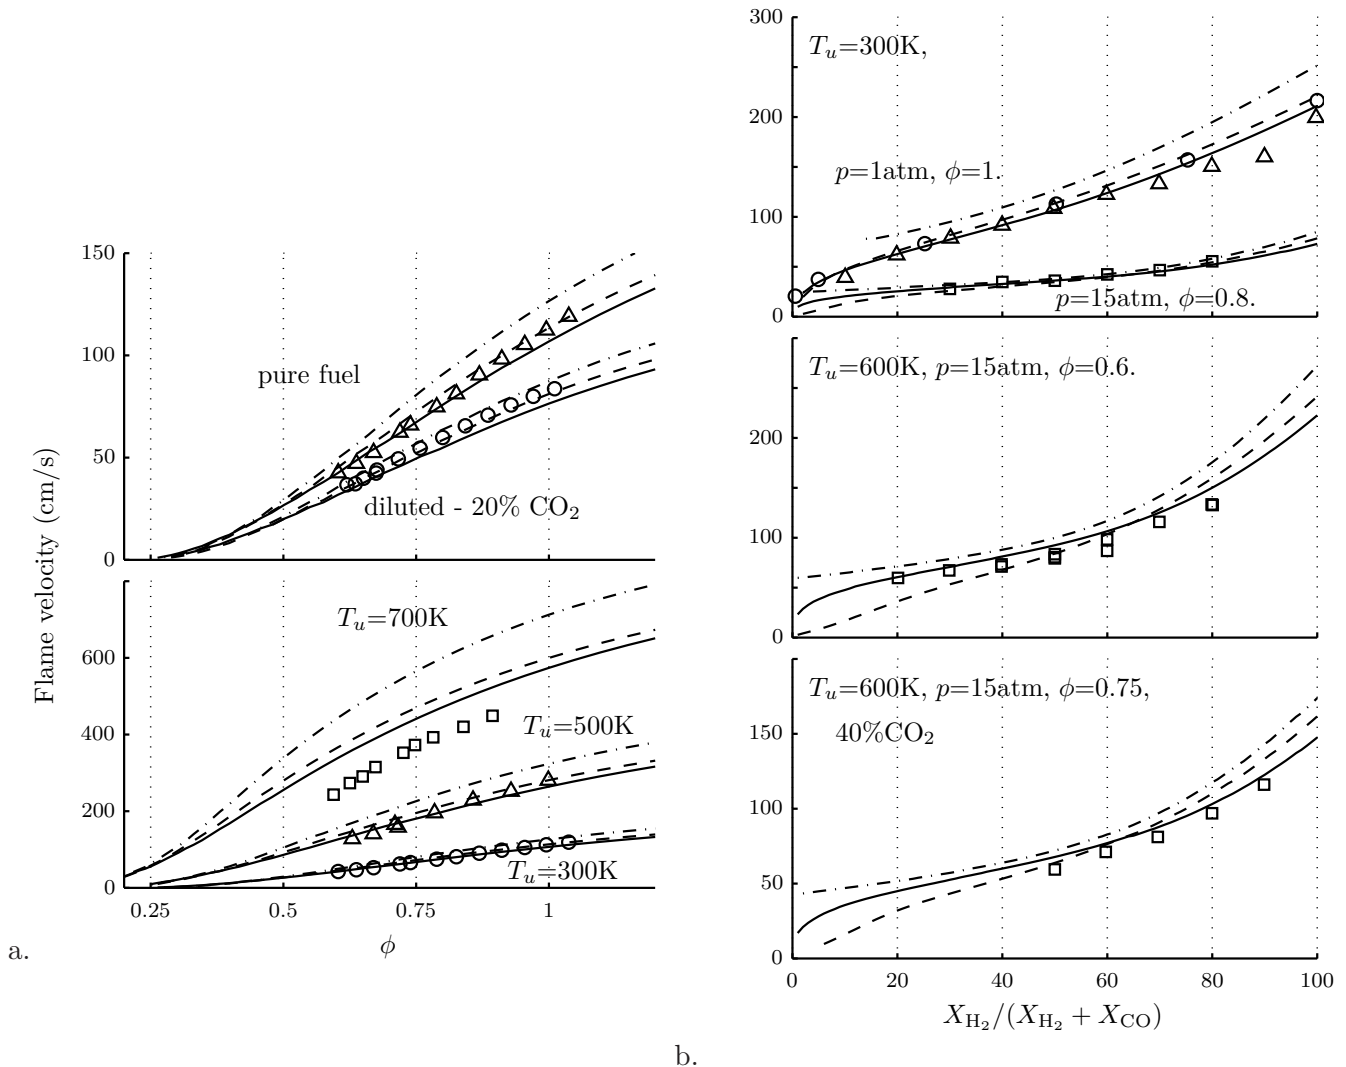 150
100
50
0
pure fuel
diluted - 20% CO₂
Flame velocity (cm/s)
600
400
200
0
T_u=700K
T_u=500K
T_u=300K
0.25 0.5 0.75 1
ϕ
a.
300
200
100
0
T_u=300K,
p=1atm, ϕ=1.
p=15atm, ϕ=0.8.
200
100
0
T_u=600K, p=15atm, ϕ=0.6.
150
100
50
0
T_u=600K, p=15atm, ϕ=0.75,
40%CO₂
0 20 40 60 80 100
X_H₂/(X_H₂ + X_CO)
b.